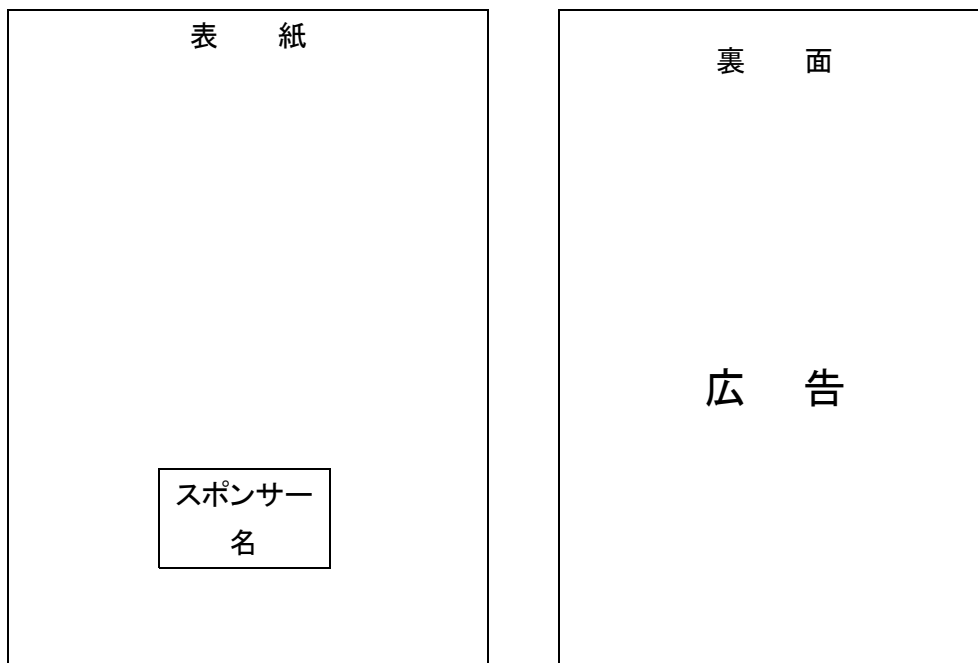 表　　紙
スポンサー
名
裏　　面
広　告